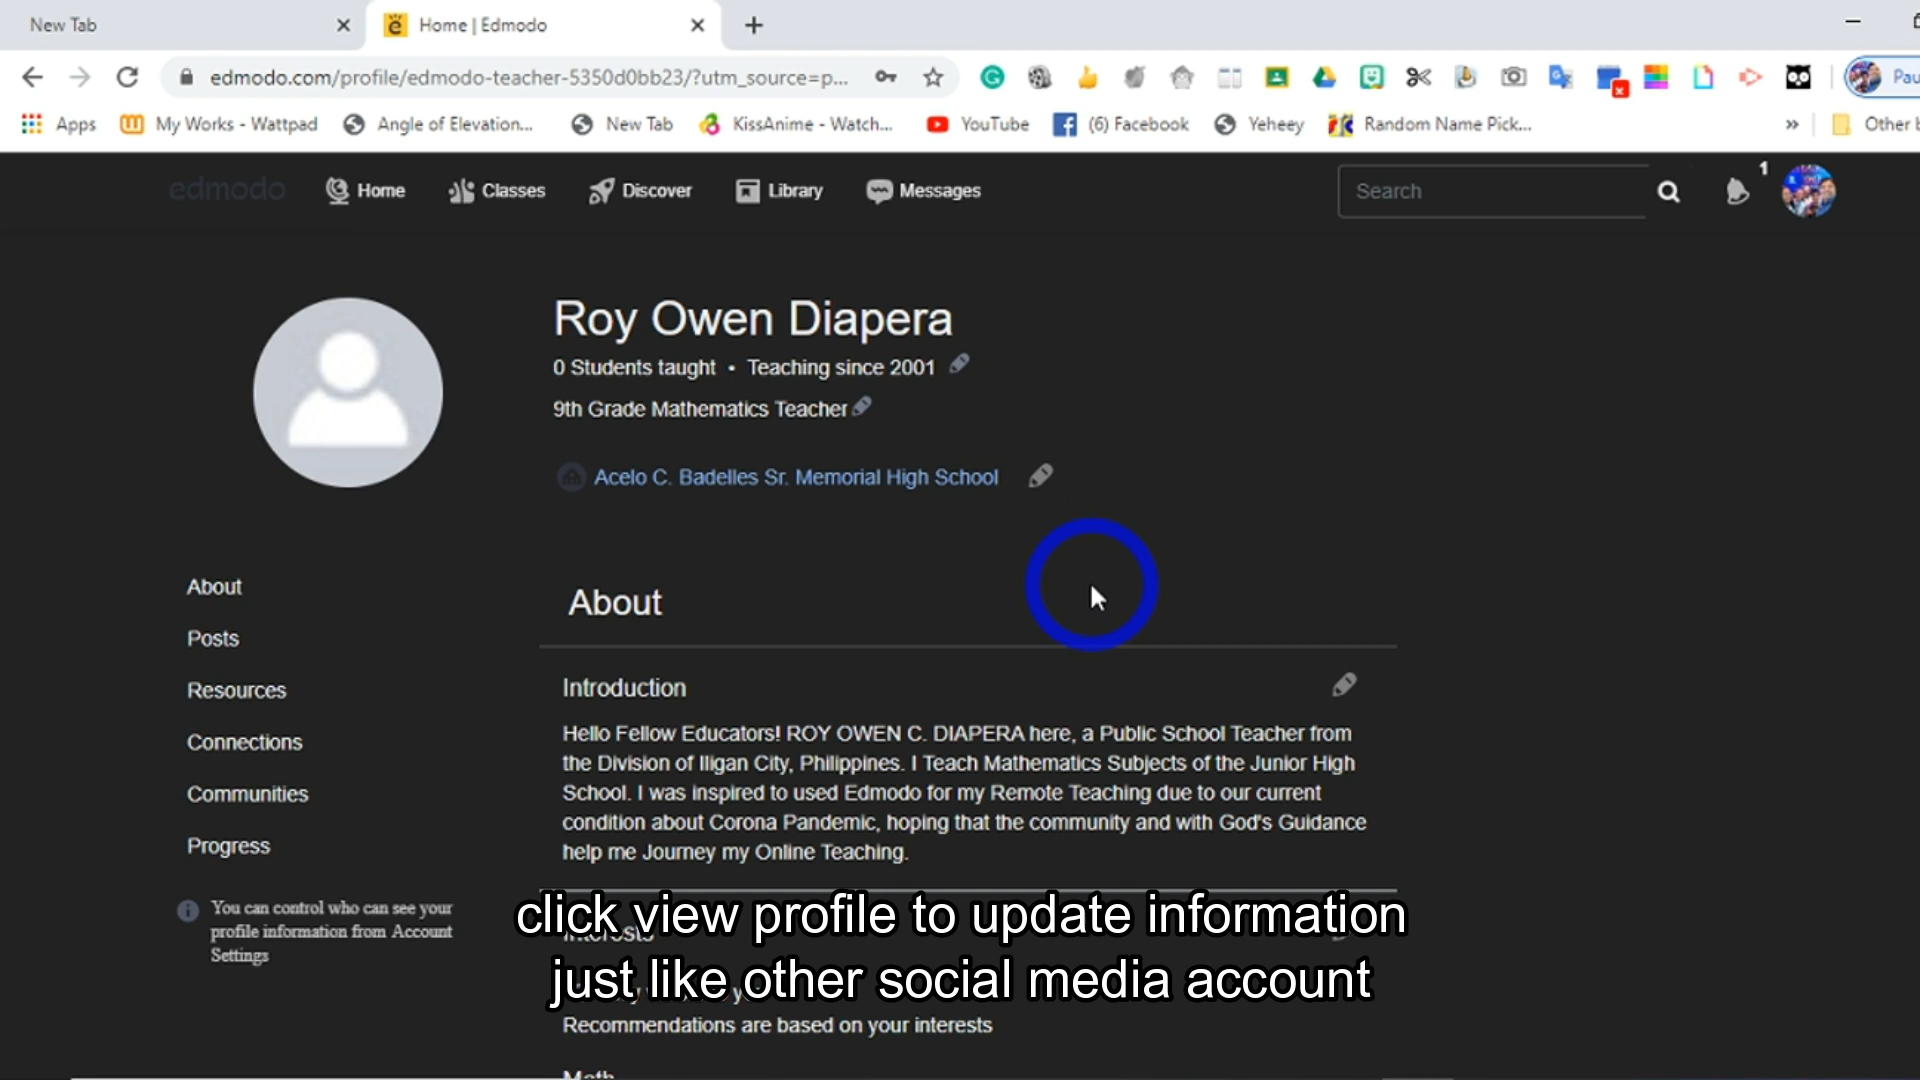 New Tab
Home | Edmodo
edmodo.com/profile/edmodo-teacher-5350d0bb23/?utm_source=p...
Pau
Apps
My Works - Wattpad
Angle of Elevation...
New Tab
KissAnime - Watch...
YouTube
(6) Facebook
Yeheey
Random Name Pick...
»
Other b
edmodo
Home
Classes
Discover
Library
Messages
Search
1
Roy Owen Diapera
0 Students taught • Teaching since 2001
9th Grade Mathematics Teacher
Acelo C. Badelles Sr. Memorial High School
About
Posts
Resources
Connections
Communities
Progress
You can control who can see your
profile information from Account
Settings
About
Introduction
Hello Fellow Educators! ROY OWEN C. DIAPERA here, a Public School Teacher from
the Division of Iligan City, Philippines. I Teach Mathematics Subjects of the Junior High
School. I was inspired to used Edmodo for my Remote Teaching due to our current
condition about Corona Pandemic, hoping that the community and with God's Guidance
help me Journey my Online Teaching.
Interests
click view profile to update information
just like other social media account
Recommendations are based on your interests
Math